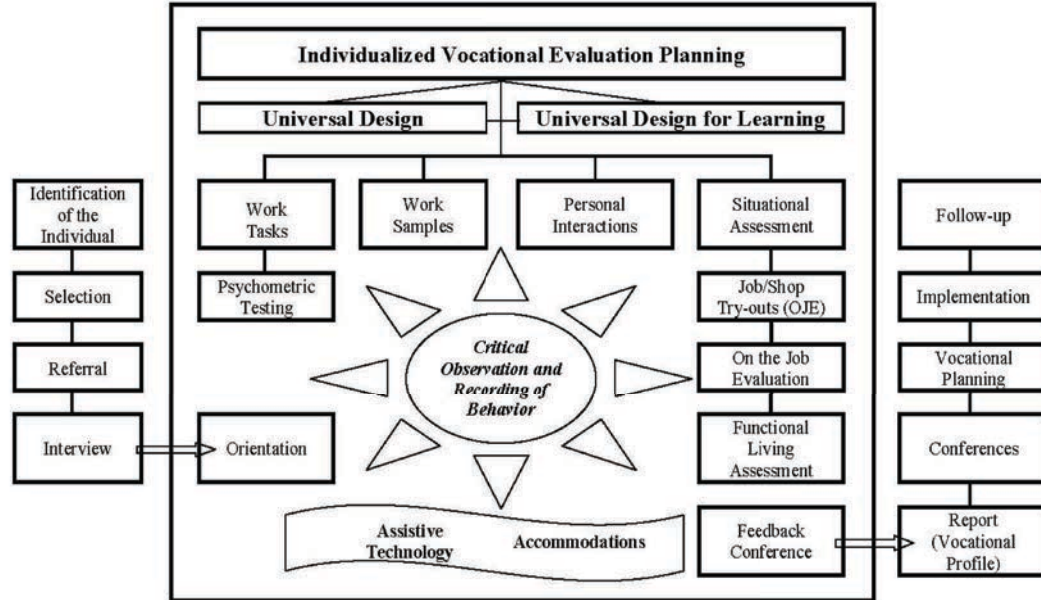 Individualized Vocational Evaluation Planning
Universal Design
Universal Design for Learning
Identification
of the
Individual
Selection
Referral
Interview
Work
Tasks
Psychometric
Testing
Orientation
Work
Samples
Personal
Interactions
Situational
Assessment
Job/Shop
Try-outs (OJE)
On the Job
Evaluation
Functional
Living
Assessment
Critical
Observation and
Recording of
Behavior
Assistive
Technology
Accommodations
Feedback
Conference
Follow-up
Implementation
Vocational
Planning
Conferences
Report
(Vocational
Profile)